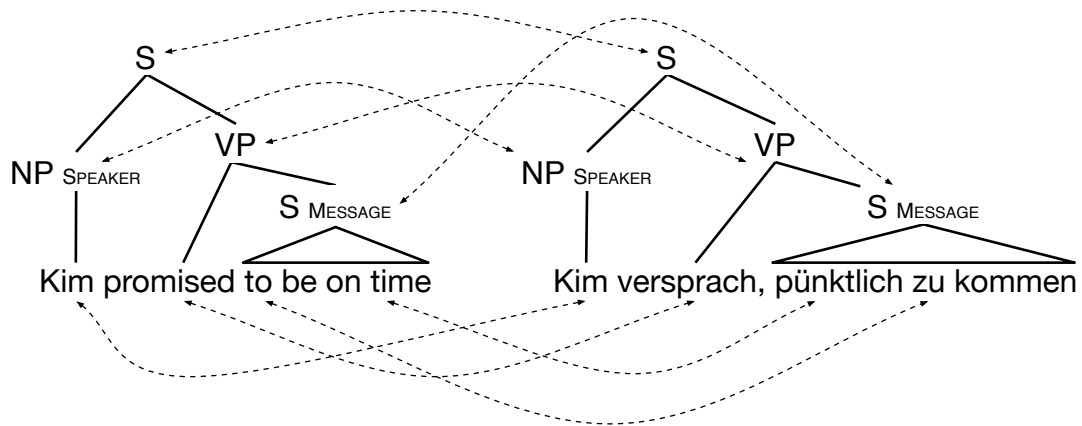 S S
VP VP
NP SPEAKER NP SPEAKER
S MESSAGE S MESSAGE
Kim promised to be on time Kim versprach, pünktlich zu kommen